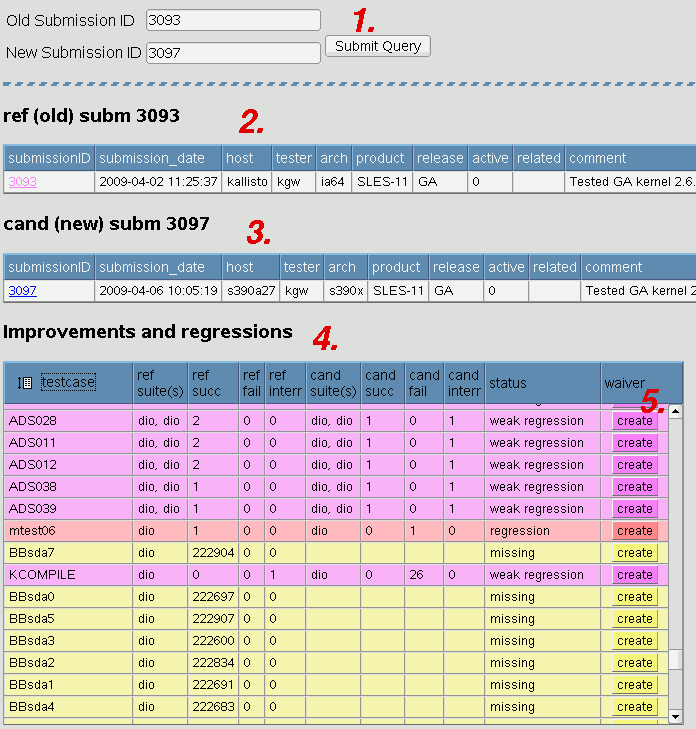 Old Submission ID 3093 1.
New Submission ID 3097 Submit Query
ref (old) subm 3093 2.
submissionID submission_date host tester arch product release active related comment
3093 2009-04-02 11:25:37 kallisto kgw ia64 SLES-11 GA 0 Tested GA kernel 2.6.
cand (new) subm 3097 3.
submissionID submission_date host tester arch product release active related comment
3097 2009-04-06 10:05:19 s390a27 kgw s390x SLES-11 GA 0 Tested GA kernel 2
Improvements and regressions 4.
testcase ref suite(s) ref succ ref fail ref interr cand suite(s) cand succ cand fail cand interr status waiver 5.
ADS028 dio, dio 2 0 0 dio, dio 1 0 1 weak regression create
ADS011 dio, dio 2 0 0 dio, dio 1 0 1 weak regression create
ADS012 dio, dio 2 0 0 dio, dio 1 0 1 weak regression create
ADS038 dio, dio 1 0 0 dio, dio 1 0 1 weak regression create
ADS039 dio, dio 1 0 0 dio, dio 1 0 1 weak regression create
mtest06 dio 1 0 0 dio 0 1 0 regression create
BBsda7 dio 222904 0 0 missing create
KCOMPILE dio 0 0 1 dio 0 26 0 weak regression create
BBsda0 dio 222697 0 0 missing create
BBsda5 dio 222907 0 0 missing create
BBsda3 dio 222600 0 0 missing create
BBsda2 dio 222834 0 0 missing create
BBsda1 dio 222691 0 0 missing create
BBsda4 dio 222683 0 0 missing create